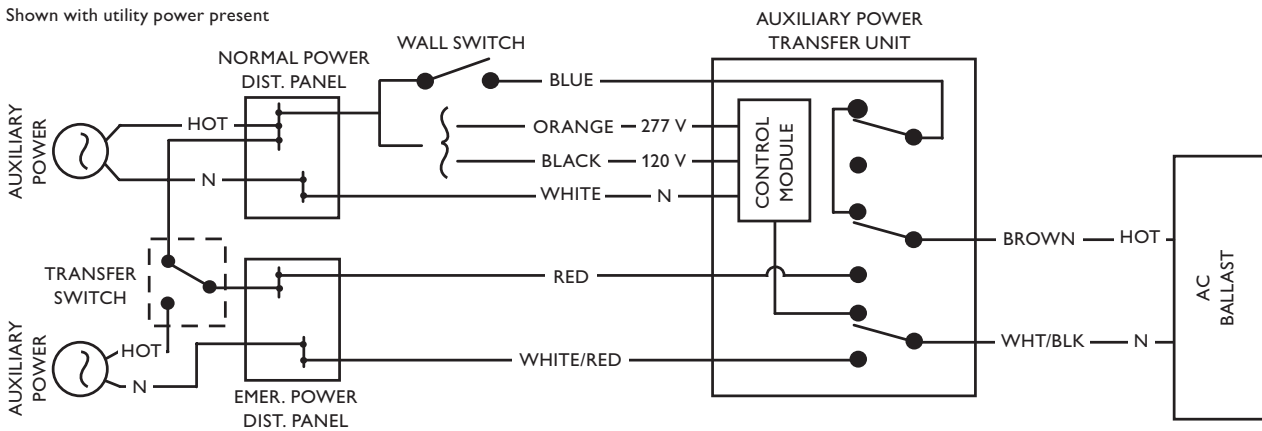 Shown with utility power present
AUXILIARY POWER
TRANSFER UNIT
WALL SWITCH
NORMAL POWER
DIST. PANEL
BLUE
AUXILIARY
POWER
HOT
ORANGE
277 V
BLACK
120 V
CONTROL
MODULE
N
WHITE
N
BROWN
HOT
TRANSFER
SWITCH
RED
AC
BALLAST
AUXILIARY
POWER
HOT
N
WHITE/RED
WHT/BLK
N
EMER. POWER
DIST. PANEL